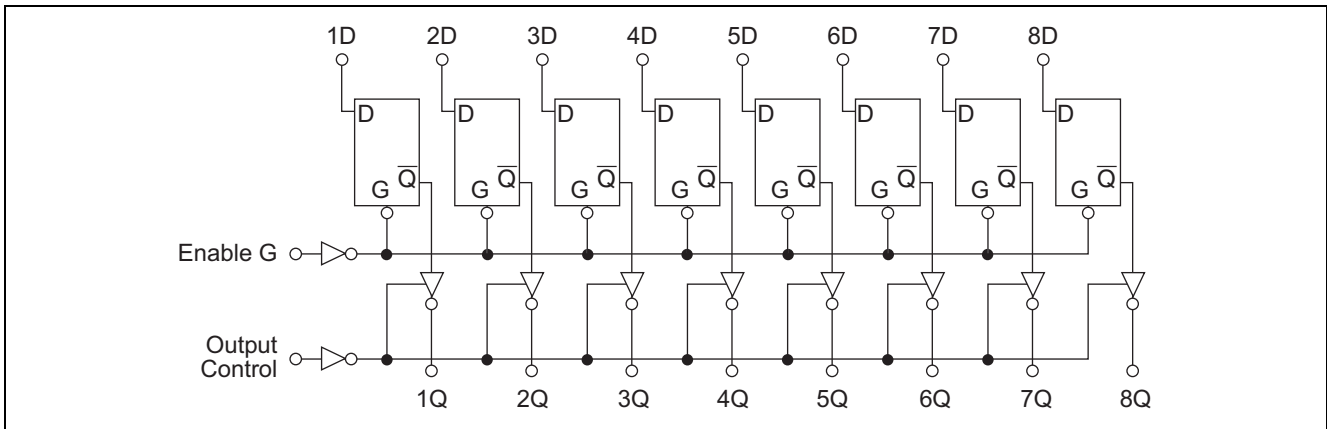 1D 2D 3D 4D 5D 6D 7D 8D
D D D D D D D D
Q̅ Q̅ Q̅ Q̅ Q̅ Q̅ Q̅ Q̅
G G G G G G G G
Enable G
Output
Control
1Q 2Q 3Q 4Q 5Q 6Q 7Q 8Q